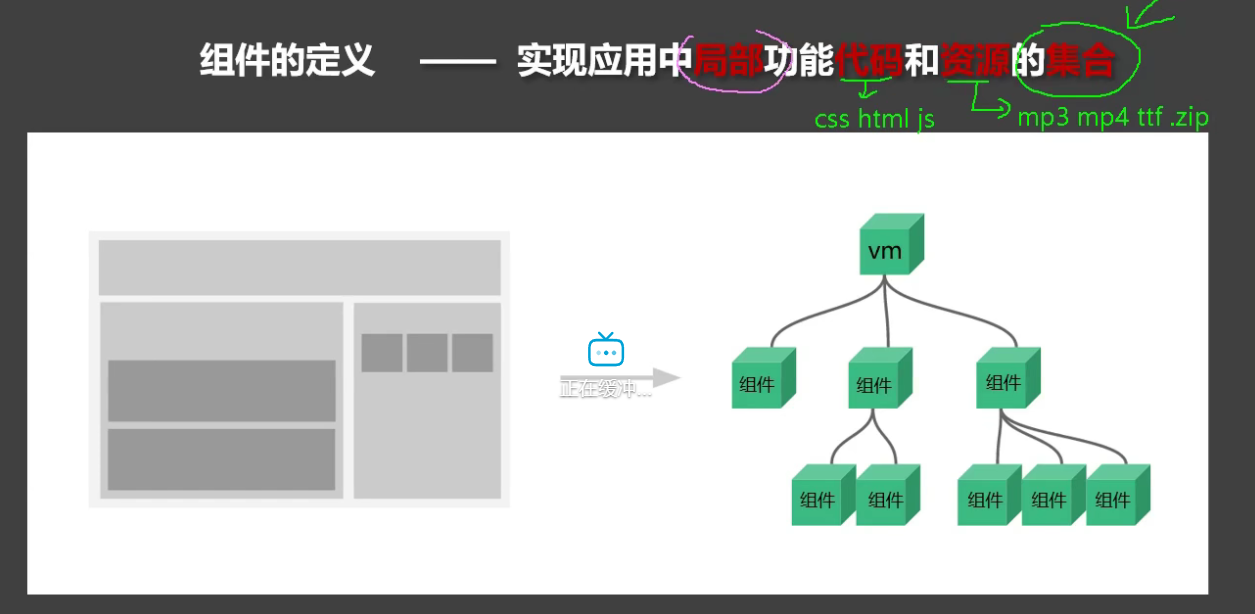 组件的定义 —— 实现应用中局部功能代码和资源的集合
css html js
mp3 mp4 ttf .zip
vm
正在缓冲...
组件 组件 组件
组件 组件 组件 组件 组件